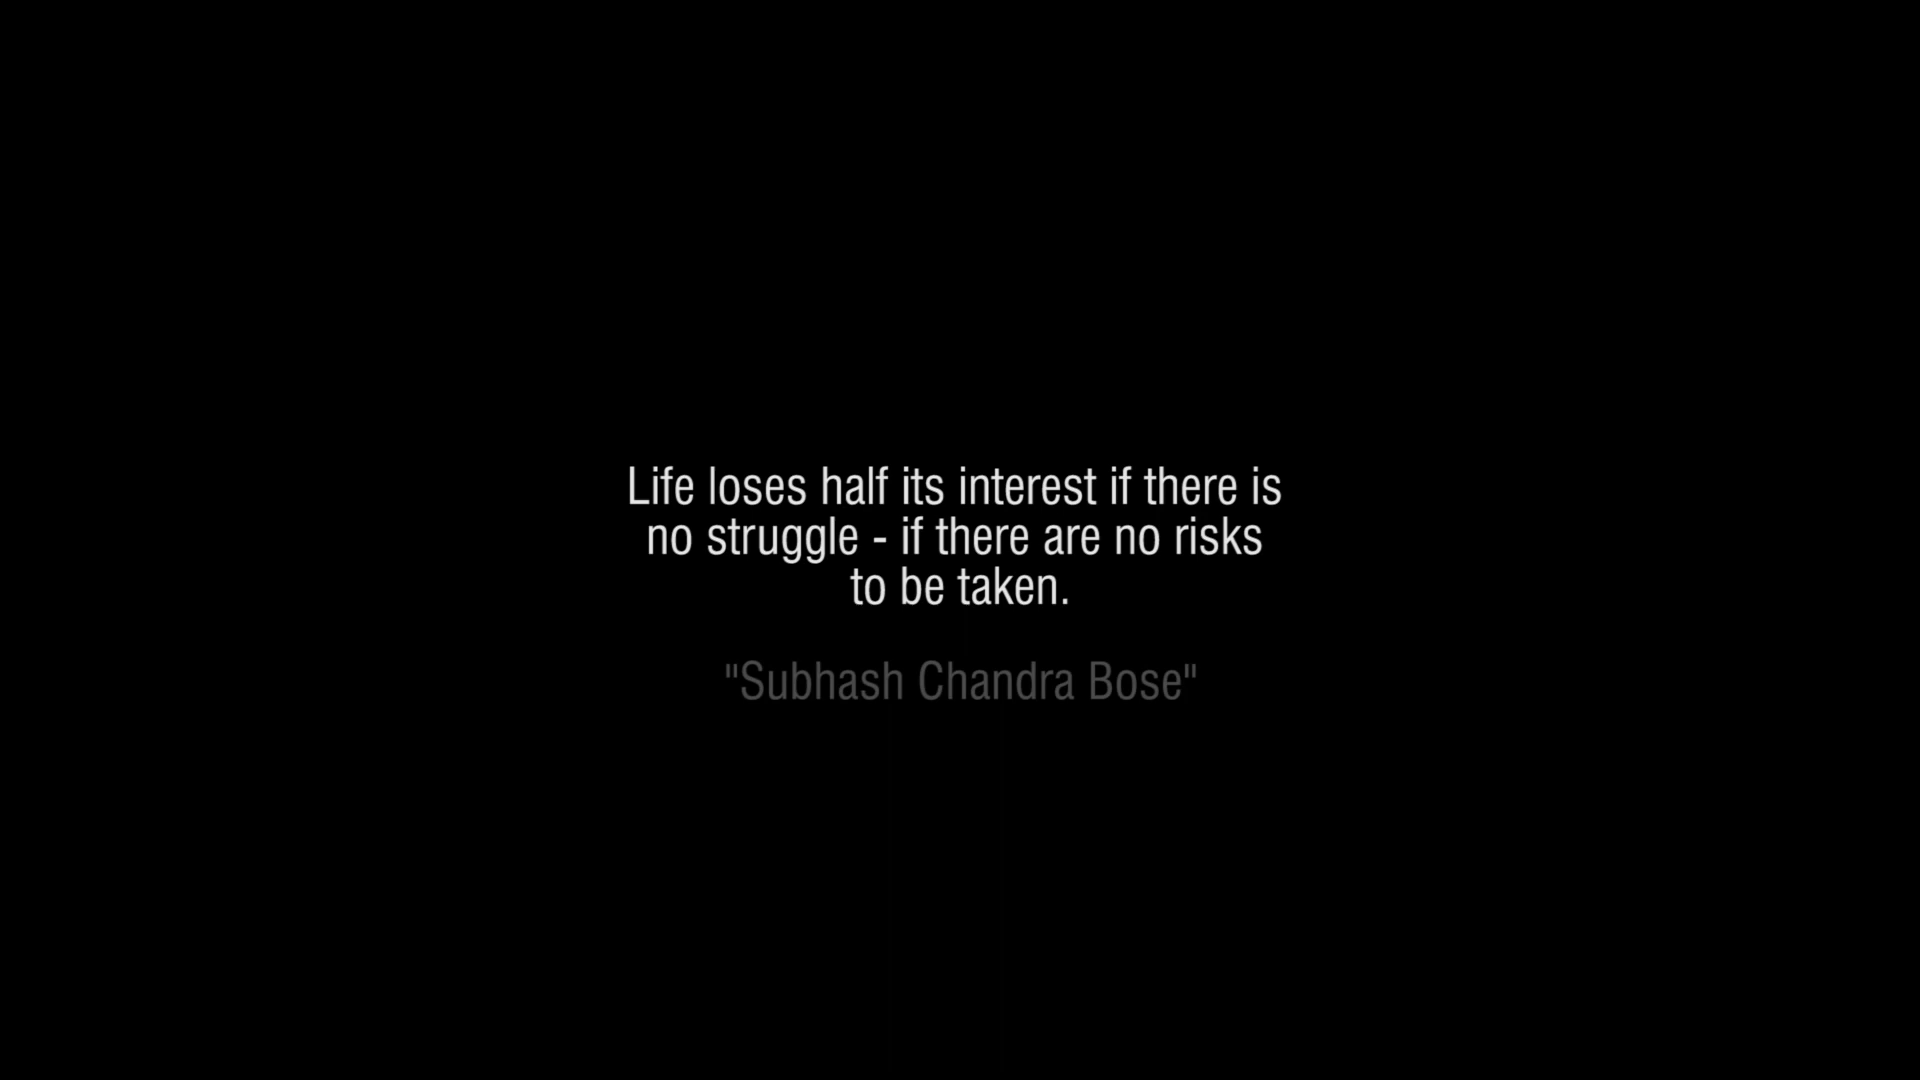 Life loses half its interest if there is
no struggle - if there are no risks
to be taken.
"Subhash Chandra Bose"